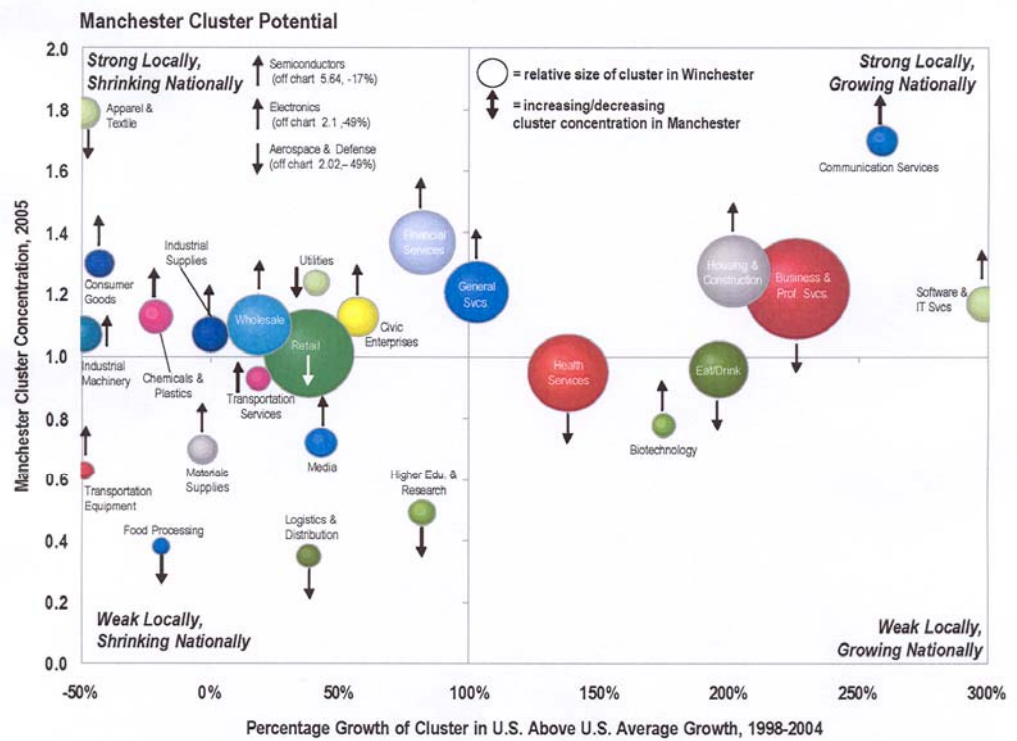 Manchester Cluster Potential
2.0
1.8
1.6
1.4
1.2
1.0
0.8
0.6
0.4
0.2
0.0
Manchester Cluster Concentration, 2005
Strong Locally,
Shrinking Nationally
Semiconductors
(off chart 5.64, -17%)
Electronics
(off chart 2.1 ,-49%)
Aerospace & Defense
(off chart 2.02,– 49%)
= relative size of cluster in Winchester
= increasing/decreasing
cluster concentration in Manchester
Strong Locally,
Growing Nationally
Apparel &
Textile
Communication Services
Consumer
Goods
Industrial
Supplies
Utilities
Financial
Services
General
Svcs.
Housing &
Construction
Business &
Prof. Svcs.
Software &
IT Svcs
Industrial
Machinery
Chemicals &
Plastics
Wholesale
Retail
Civic
Enterprises
Transportation
Services
Health
Services
Eat/Drink
Biotechnology
Transportation
Equipment
Materials
Supplies
Media
Higher Edu. &
Research
Food Processing
Logistics &
Distribution
Weak Locally,
Shrinking Nationally
Weak Locally,
Growing Nationally
-50%
0%
50%
100%
150%
200%
250%
300%
Percentage Growth of Cluster in U.S. Above U.S. Average Growth, 1998-2004